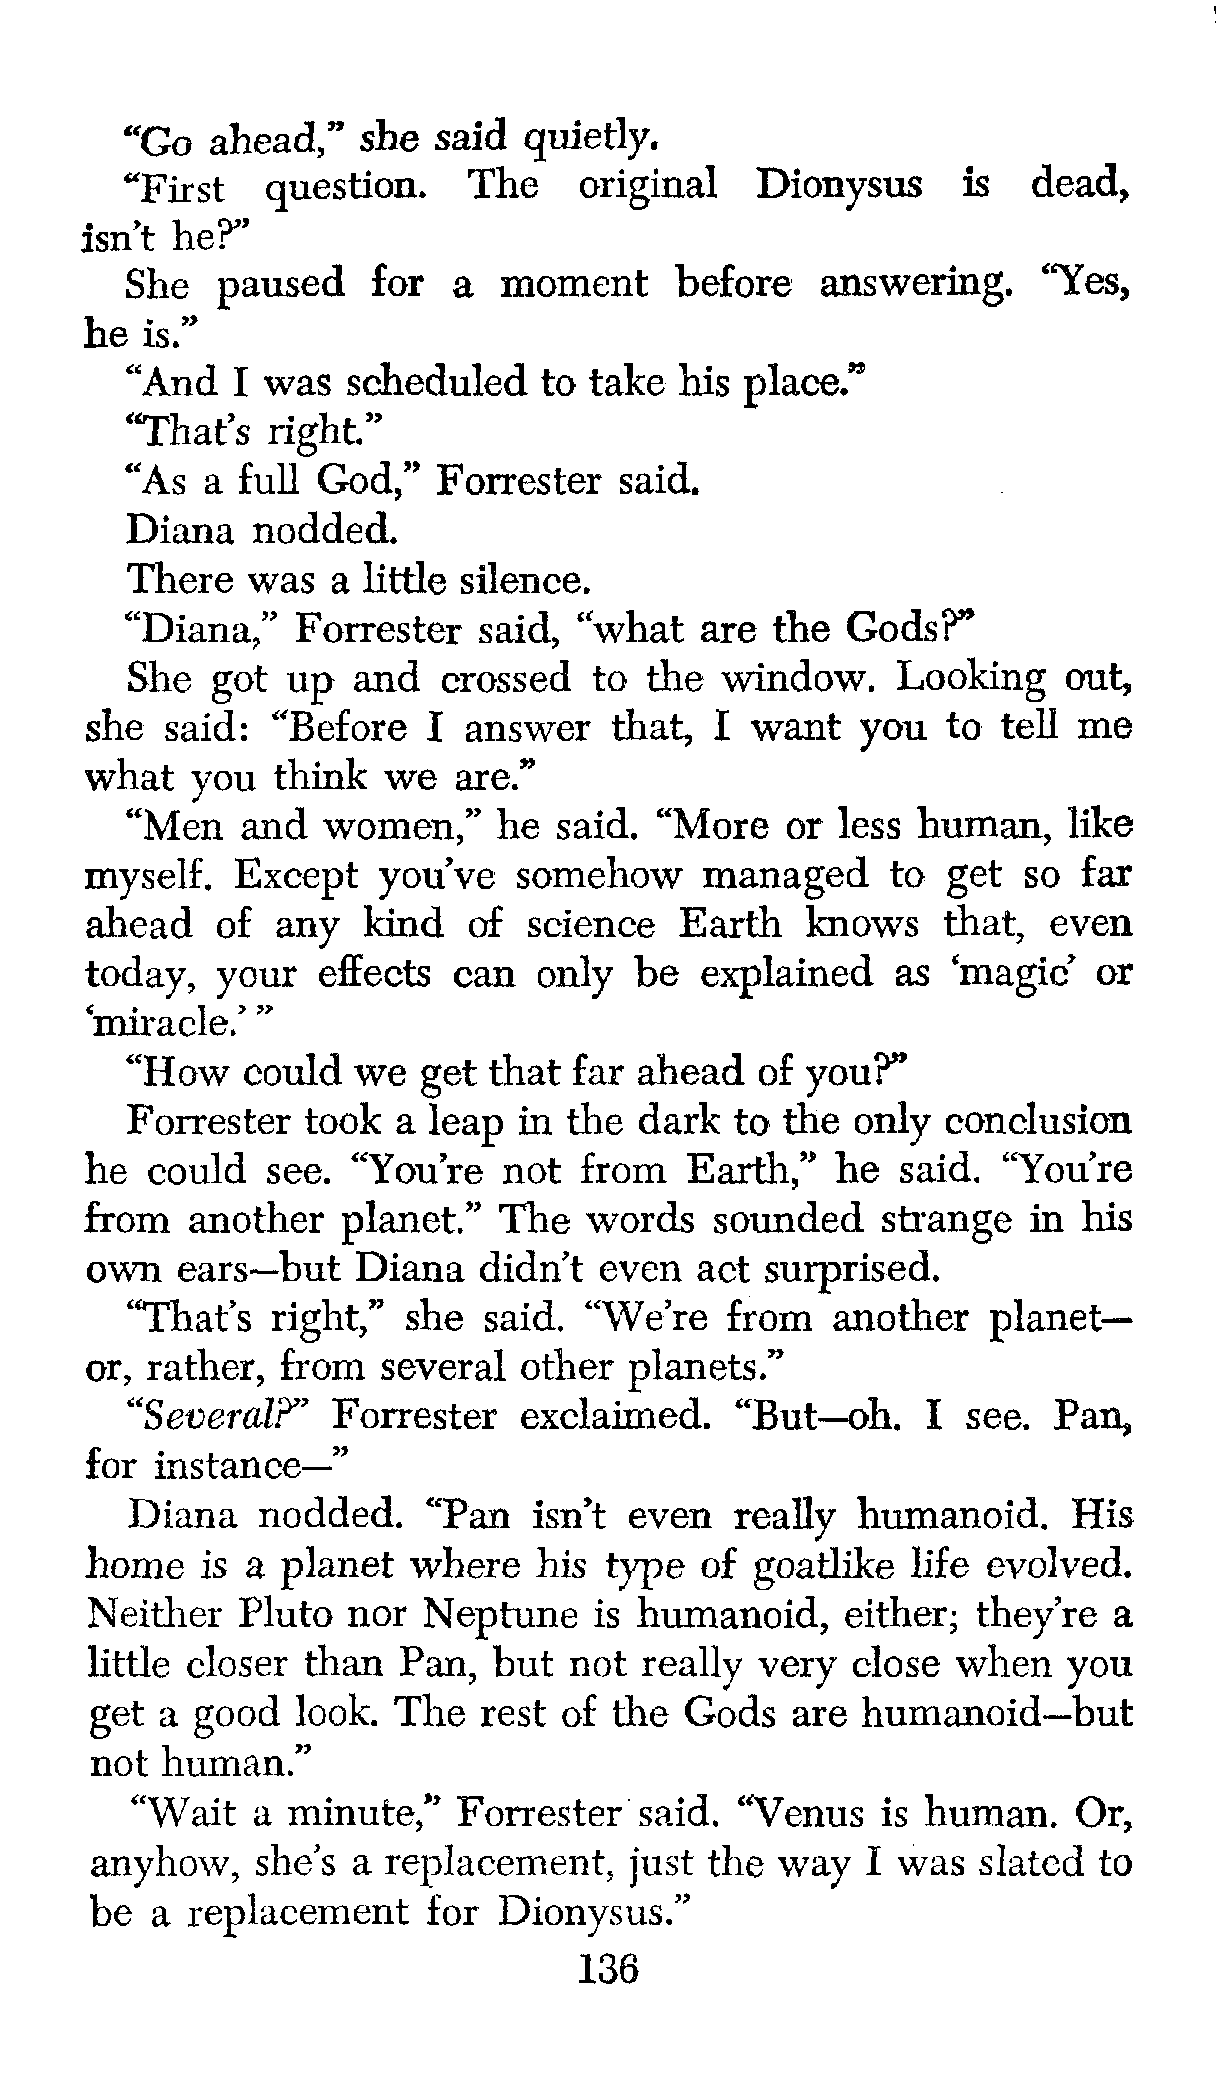 “Go ahead,” she said quietly.
“First question. The original Dionysus is dead,
isn’t he?”
She paused for a moment before answering. “Yes,
he is.”
“And I was scheduled to take his place.”
“That’s right.”
“As a full God,” Forrester said.
Diana nodded.
There was a little silence.
“Diana,” Forrester said, “what are the Gods?”
She got up and crossed to the window. Looking out,
she said: “Before I answer that, I want you to tell me
what you think we are.”
“Men and women,” he said. “More or less human, like
myself. Except you’ve somehow managed to get so far
ahead of any kind of science Earth knows that, even
today, your effects can only be explained as ‘magic’ or
‘miracle.’ ”
“How could we get that far ahead of you?”
Forrester took a leap in the dark to the only conclusion
he could see. “You’re not from Earth,” he said. “You’re
from another planet.” The words sounded strange in his
own ears—but Diana didn’t even act surprised.
“That’s right,” she said. “We’re from another planet—
or, rather, from several other planets.”
“Several?” Forrester exclaimed. “But—oh. I see. Pan,
for instance—”
Diana nodded. “Pan isn’t even really humanoid. His
home is a planet where his type of goatlike life evolved.
Neither Pluto nor Neptune is humanoid, either; they’re a
little closer than Pan, but not really very close when you
get a good look. The rest of the Gods are humanoid—but
not human.”
“Wait a minute,” Forrester said. “Venus is human. Or,
anyhow, she’s a replacement, just the way I was slated to
be a replacement for Dionysus.”
136